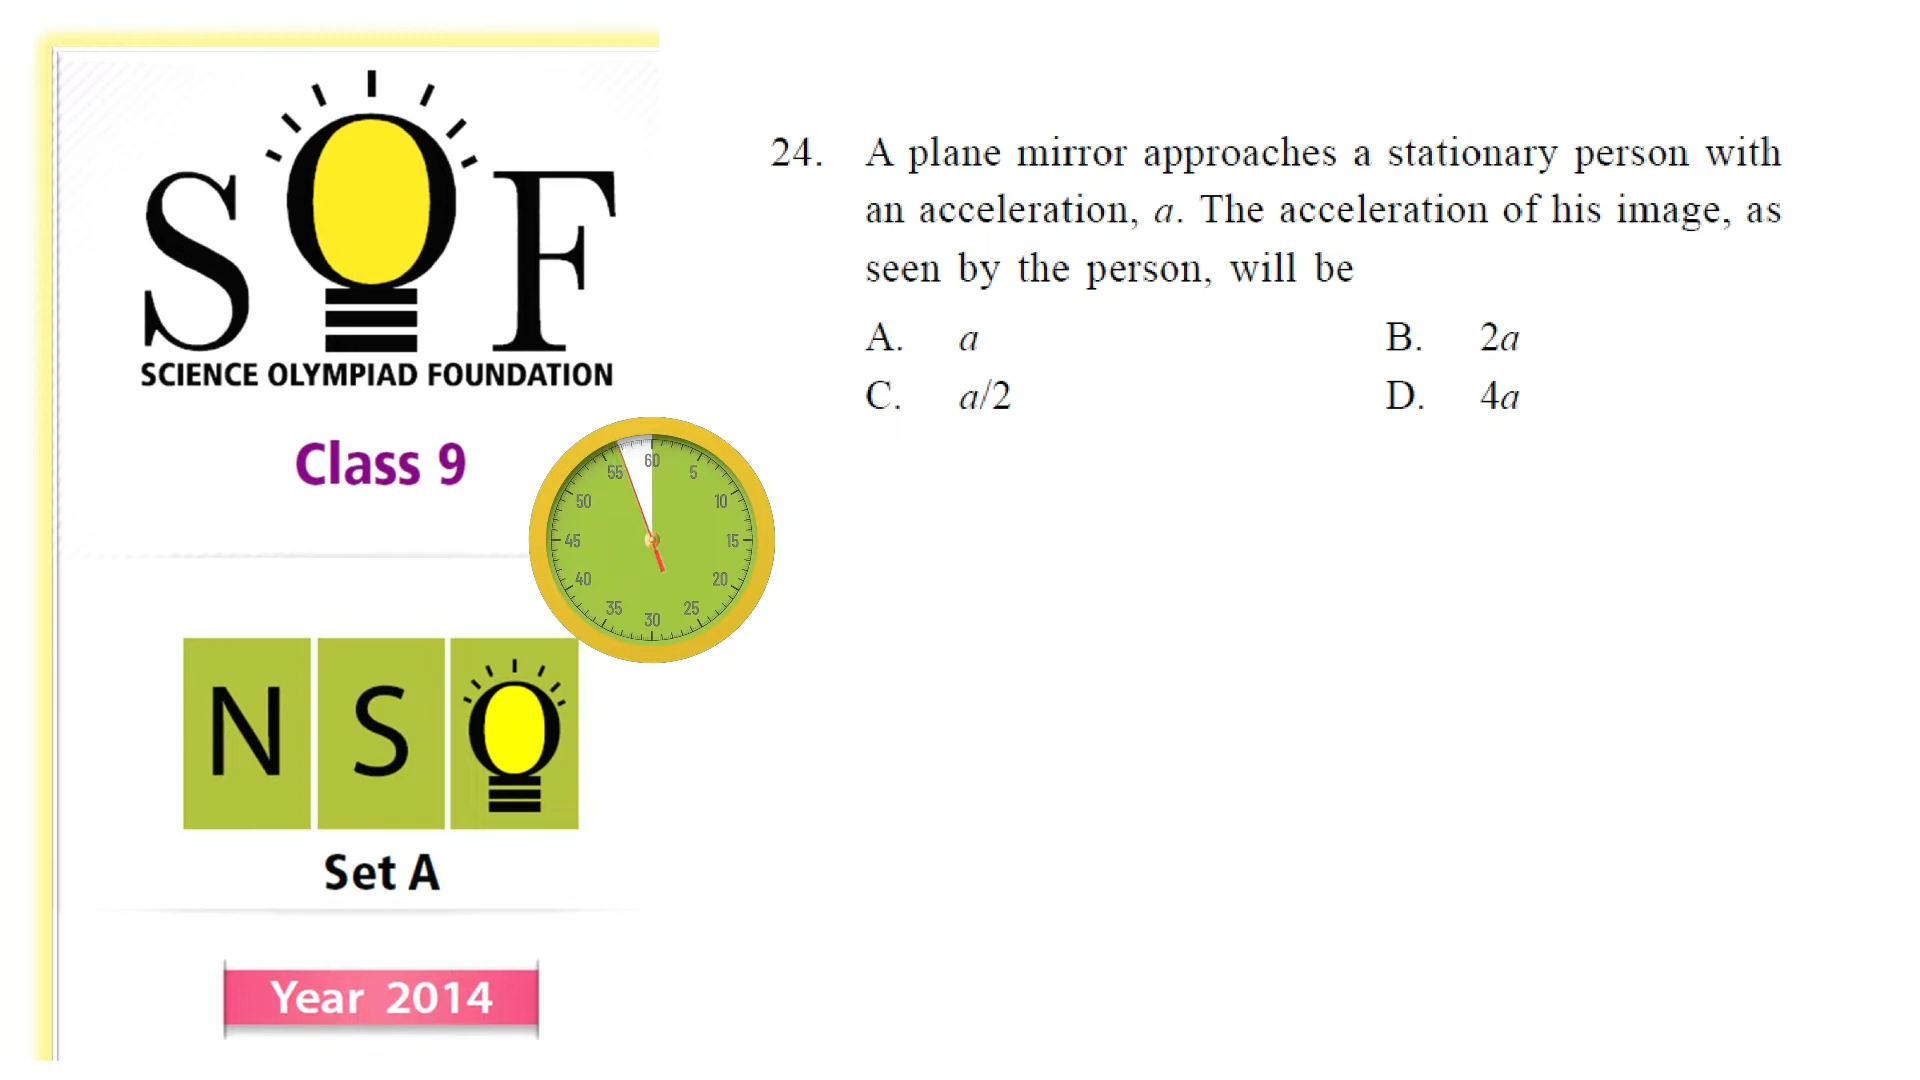 SOF
SCIENCE OLYMPIAD FOUNDATION
Class 9
NSO
Set A
Year 2014
60
5
10
15
20
25
30
35
40
45
50
55
24. A plane mirror approaches a stationary person with
an acceleration, a. The acceleration of his image, as
seen by the person, will be
A. a B. 2a
C. a/2 D. 4a